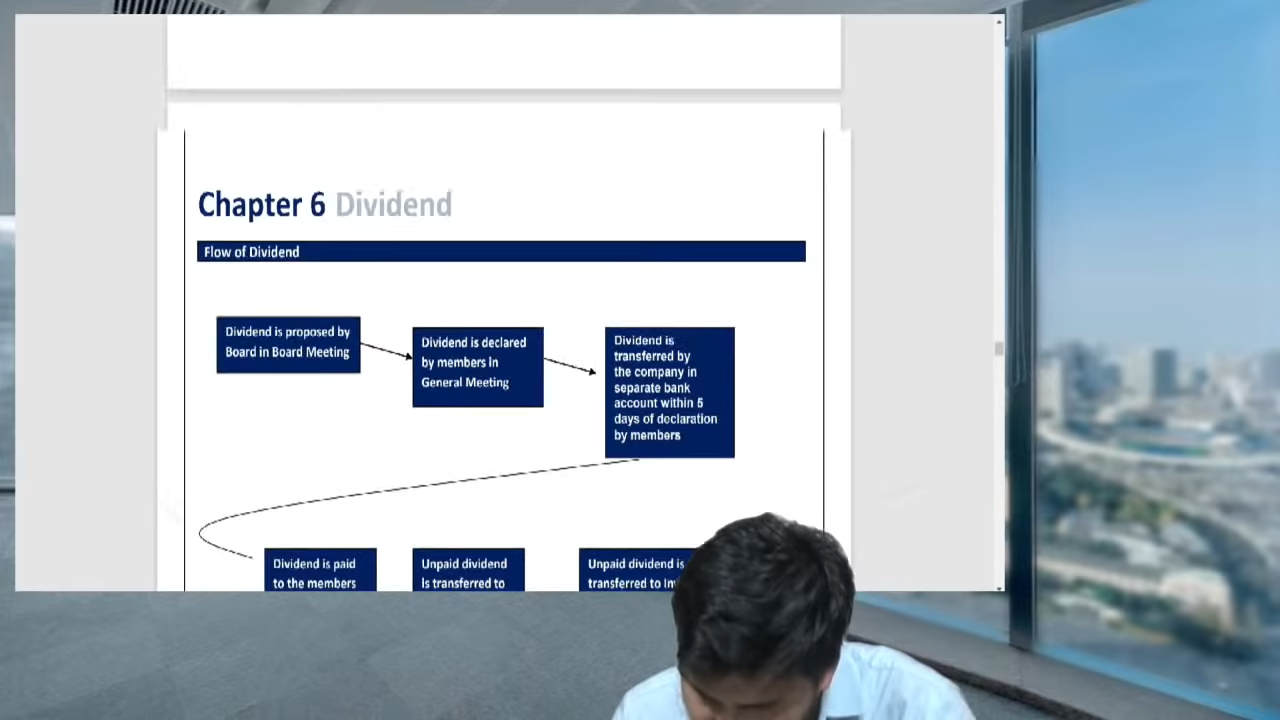 Chapter 6 Dividend
Flow of Dividend
Dividend is proposed by
Board in Board Meeting
Dividend is declared
by members in
General Meeting
Dividend is
transferred by
the company in
separate bank
account within 5
days of declaration
by members
Dividend is paid
to the members
Unpaid dividend
is transferred to
Unpaid dividend is
transferred to